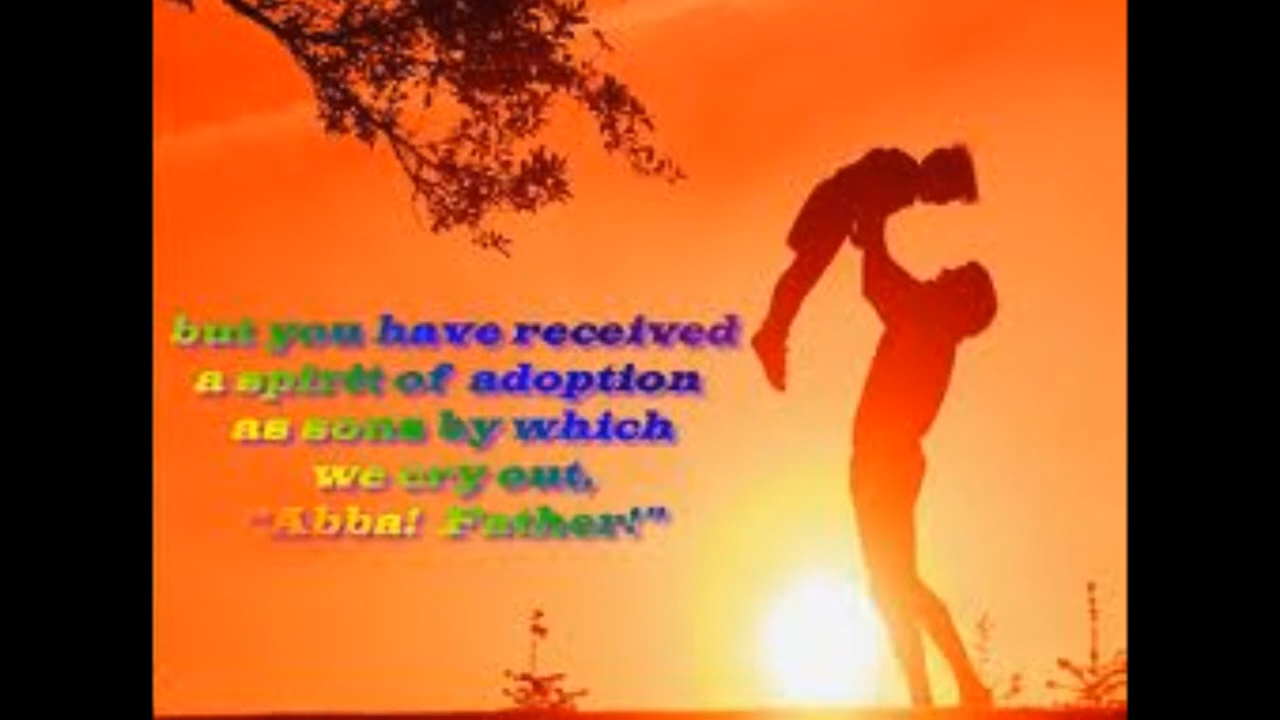 but you have received
a spirit of adoption
as sons by which
we cry out,
"Abba! Father!"